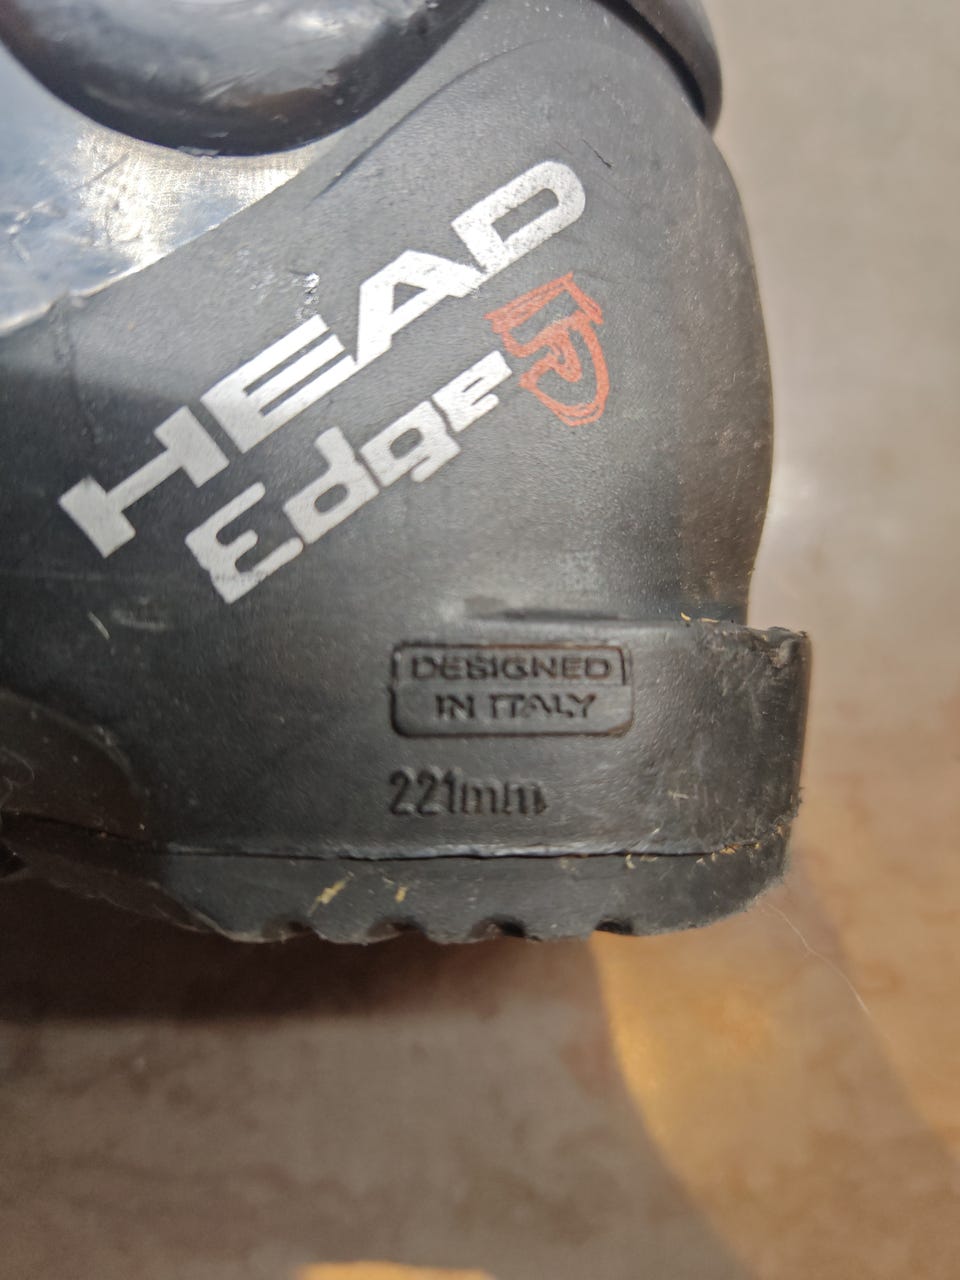 HEAD
Edge J
DESIGNED
IN ITALY
221mm